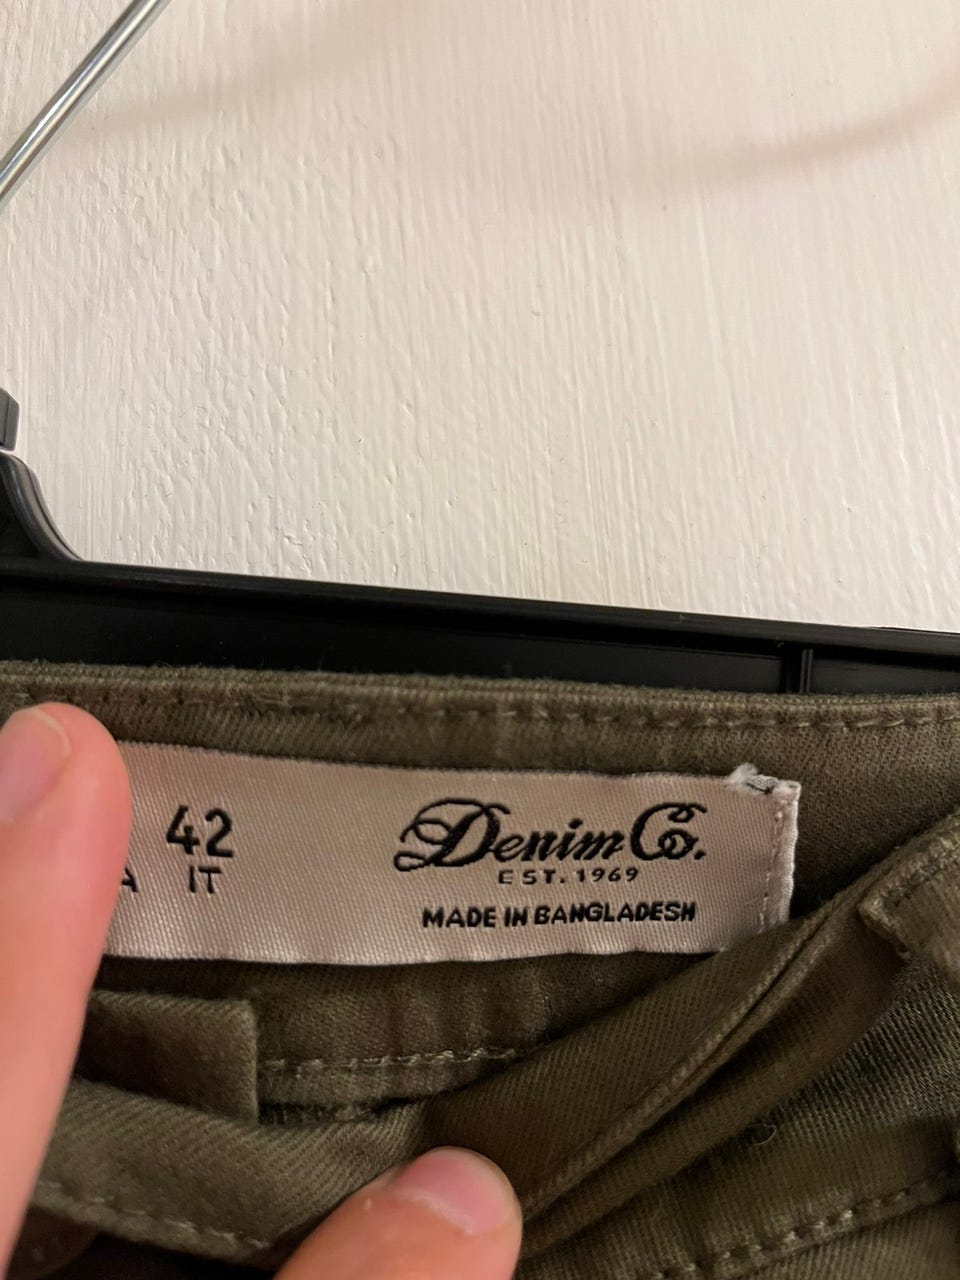 42
A IT
Denim Co.
EST. 1969
MADE IN BANGLADESH